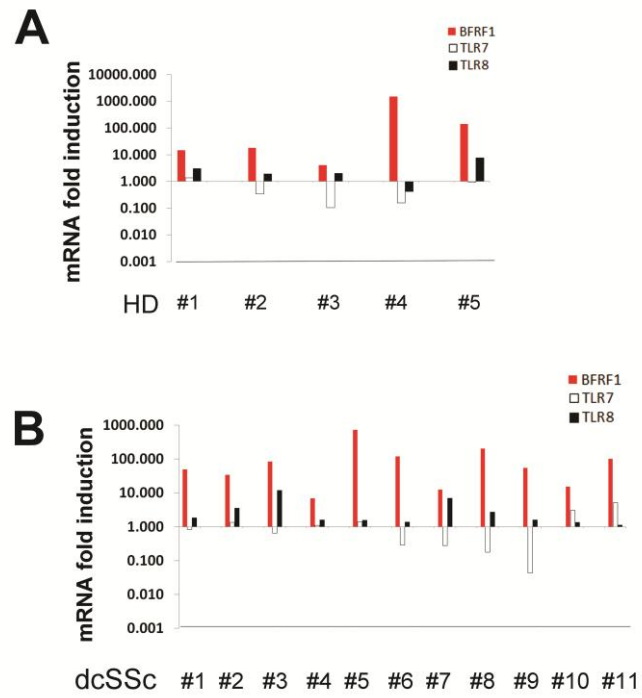 A
BFRF1
TLR7
TLR8
mRNA fold induction
10000.000
1000.000
100.000
10.000
1.000
0.100
0.010
0.001
HD #1 #2 #3 #4 #5
B
BFRF1
TLR7
TLR8
mRNA fold induction
1000.000
100.000
10.000
1.000
0.100
0.010
0.001
dcSSc #1 #2 #3 #4 #5 #6 #7 #8 #9 #10 #11